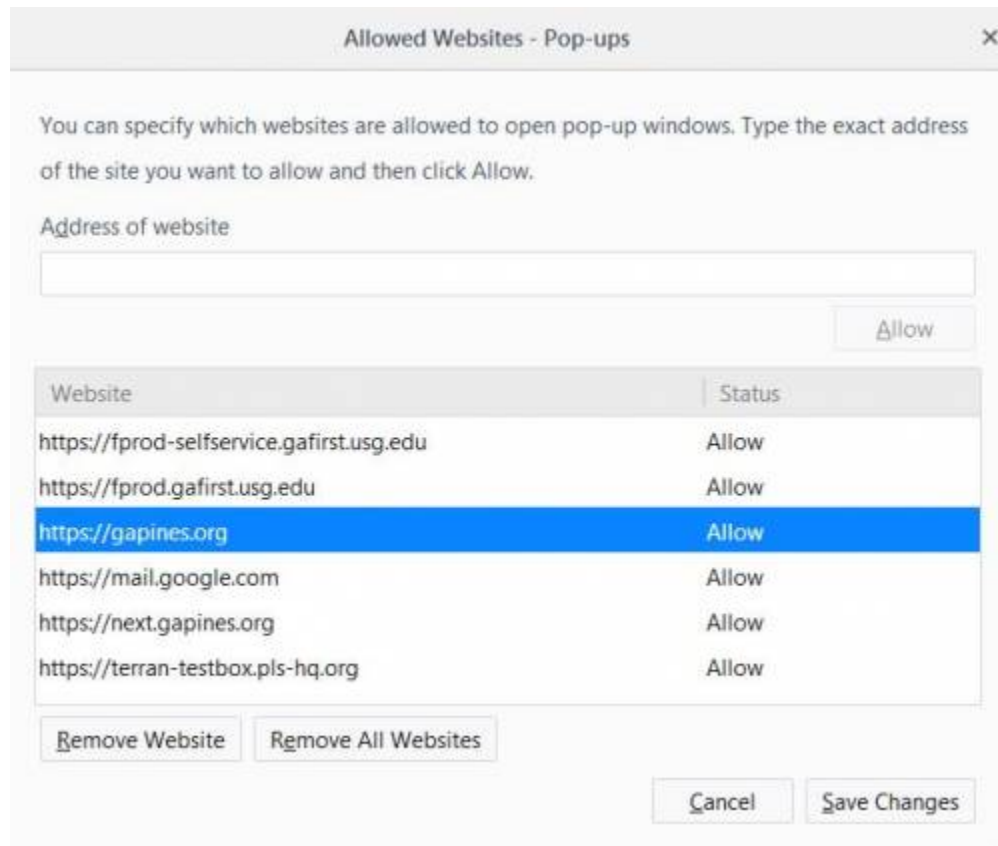 Allowed Websites - Pop-ups
You can specify which websites are allowed to open pop-up windows. Type the exact address
of the site you want to allow and then click Allow.
Address of website
Allow
Website Status
https://fprod-selfservice.gafirst.usg.edu Allow
https://fprod.gafirst.usg.edu Allow
https://gapines.org Allow
https://mail.google.com Allow
https://next.gapines.org Allow
https://terran-testbox.pls-hq.org Allow
Remove Website Remove All Websites
Cancel Save Changes